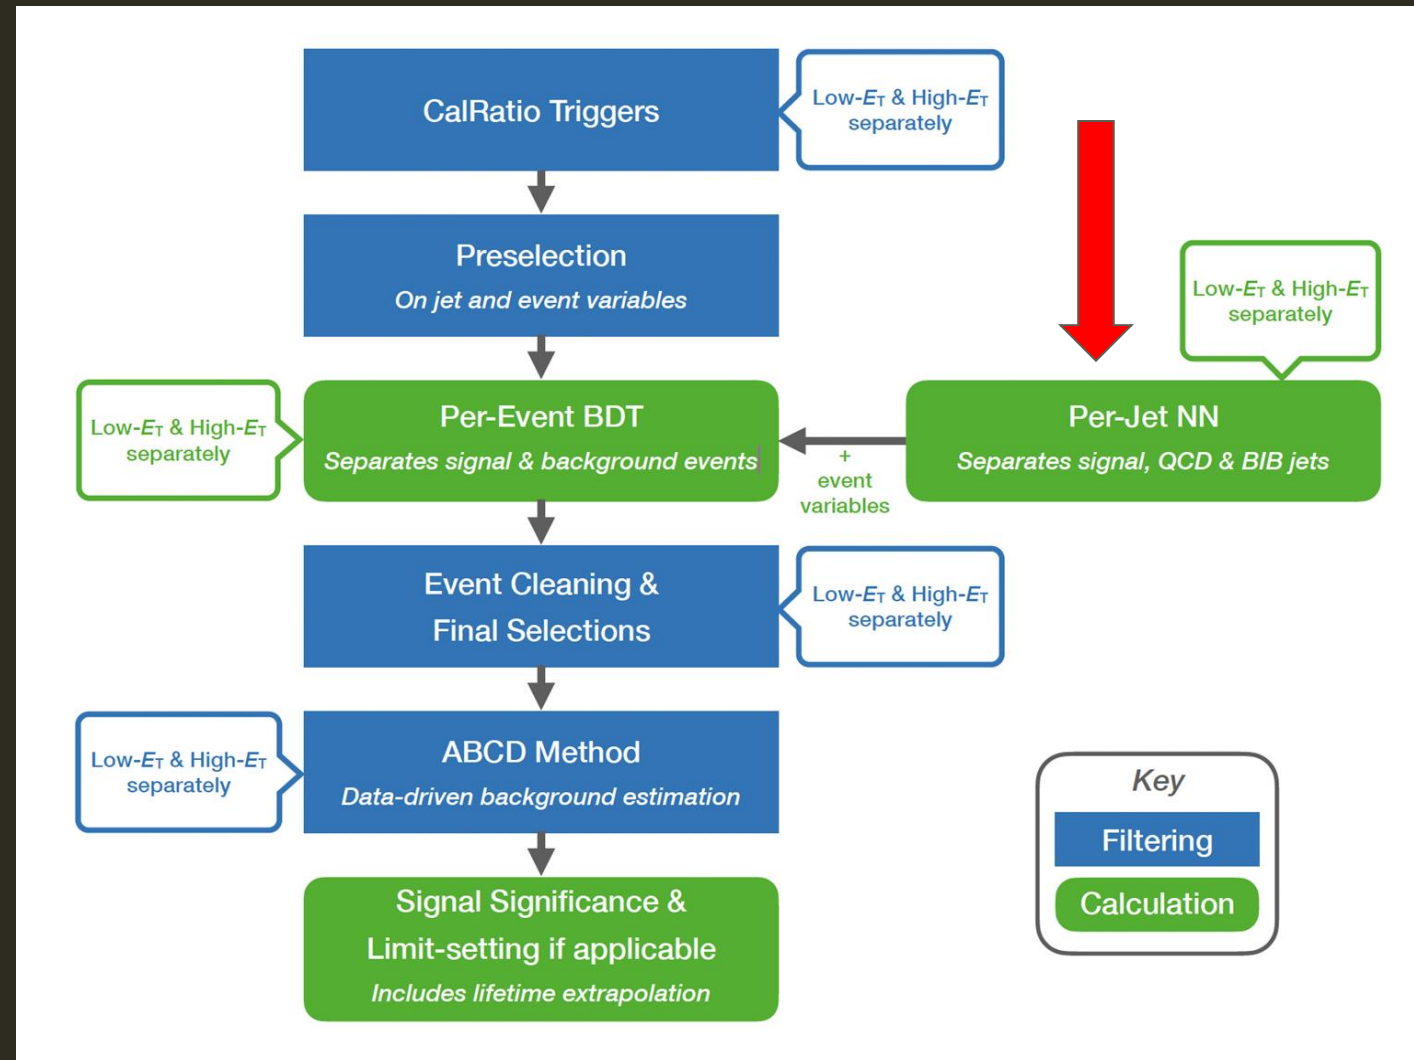 CalRatio Triggers
Low-ET & High-ET
separately
Preselection
On jet and event variables
Low-ET & High-ET
separately
Low-ET & High-ET
separately
Per-Event BDT
Separates signal & background events
+
event
variables
Per-Jet NN
Separates signal, QCD & BIB jets
Event Cleaning &
Final Selections
Low-ET & High-ET
separately
Low-ET & High-ET
separately
ABCD Method
Data-driven background estimation
Signal Significance &
Limit-setting if applicable
Includes lifetime extrapolation
Key
Filtering
Calculation